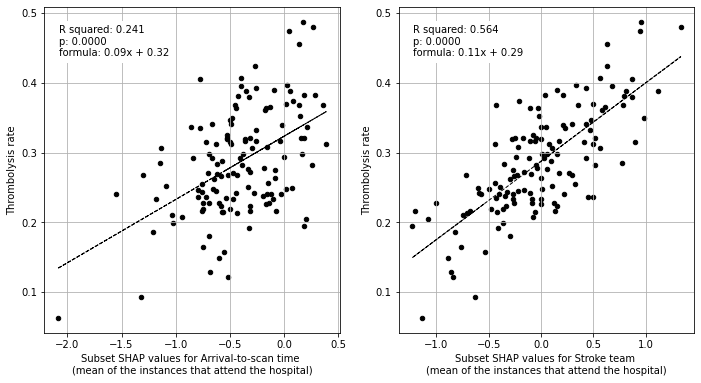 R squared: 0.241
p: 0.0000
formula: 0.09x + 0.32
Thrombolysis rate
0.5
0.4
0.3
0.2
0.1
−2.0 −1.5 −1.0 −0.5 0.0 0.5
Subset SHAP values for Arrival-to-scan time
(mean of the instances that attend the hospital)
R squared: 0.564
p: 0.0000
formula: 0.11x + 0.29
Thrombolysis rate
0.5
0.4
0.3
0.2
0.1
−1.0 −0.5 0.0 0.5 1.0
Subset SHAP values for Stroke team
(mean of the instances that attend the hospital)